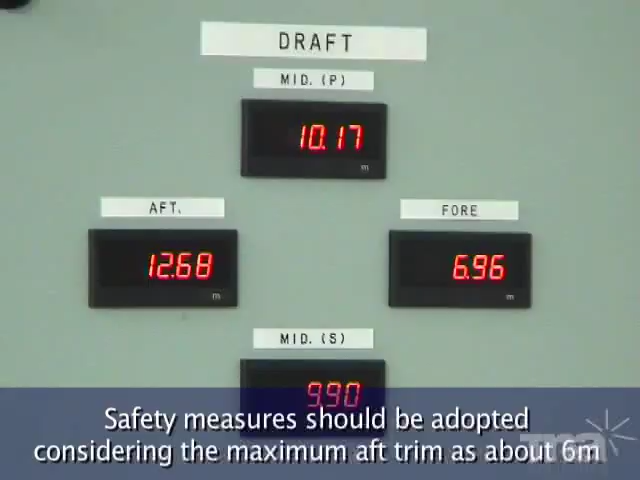 DRAFT
MID. (P)
10.17
m
AFT.
FORE
12.68
6.96
m
m
MID. (S)
9.90
Safety measures should be adopted
considering the maximum aft trim as about 6m